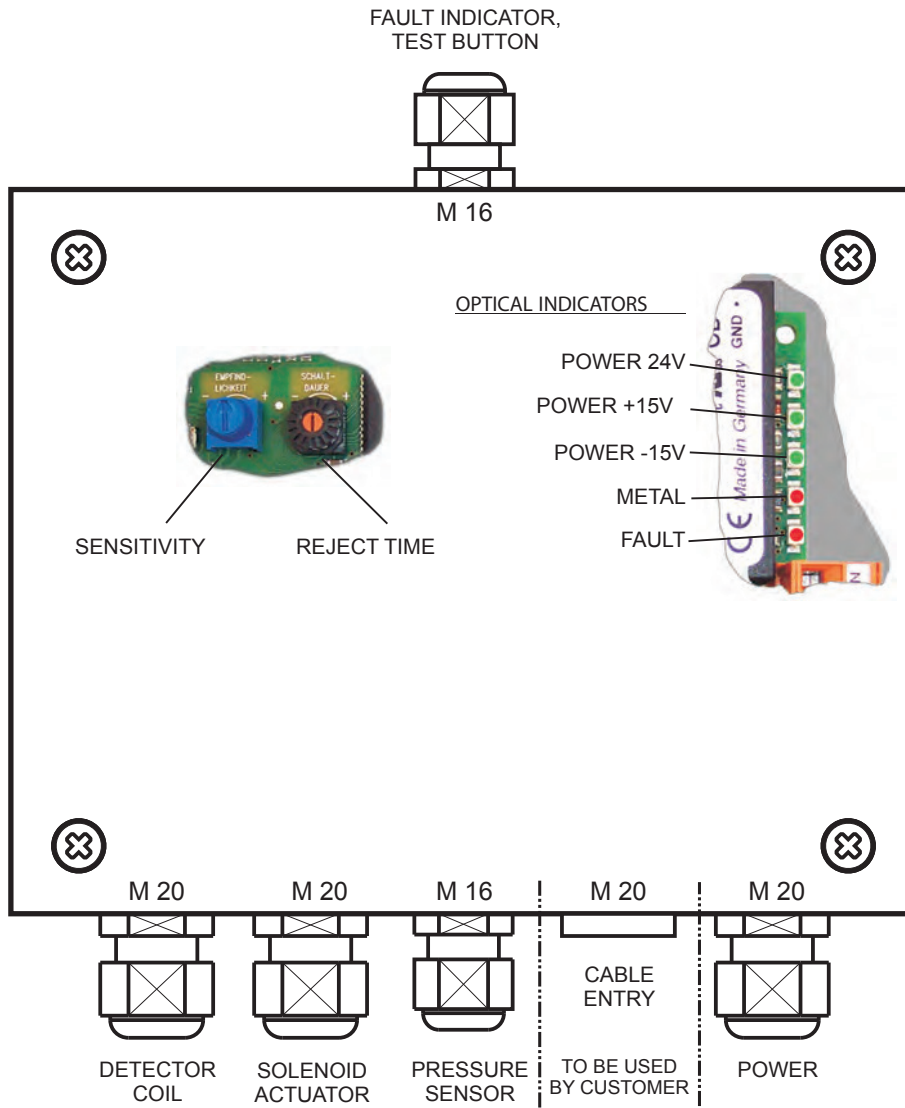 FAULT INDICATOR,
TEST BUTTON
M 16
OPTICAL INDICATORS
POWER 24V
POWER +15V
POWER -15V
METAL
FAULT
GND
Made in Germany
CE
N
EMPFIND-
LICHKEIT
- +
SCHALT-
DAUER
- +
SENSITIVITY
REJECT TIME
M 20
M 20
M 16
M 20
M 20
DETECTOR
COIL
SOLENOID
ACTUATOR
PRESSURE
SENSOR
CABLE
ENTRY
TO BE USED
BY CUSTOMER
POWER